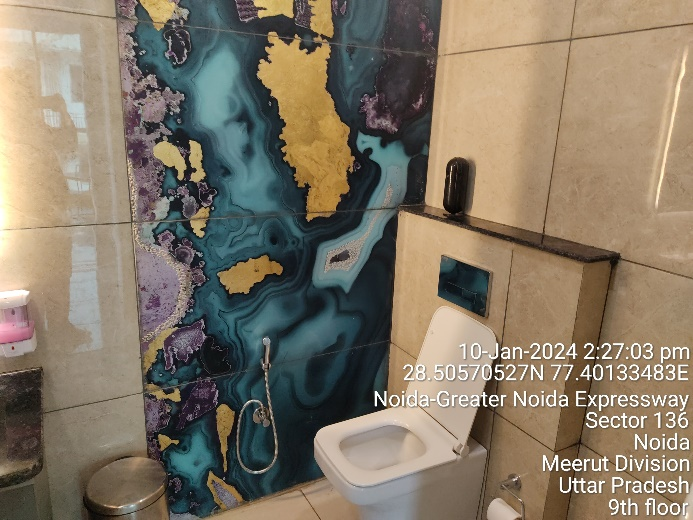 10-Jan-2024 2:27:03 pm
28.50570527N 77.40133483E
Noida-Greater Noida Expressway
Sector 136
Noida
Meerut Division
Uttar Pradesh
9th floor